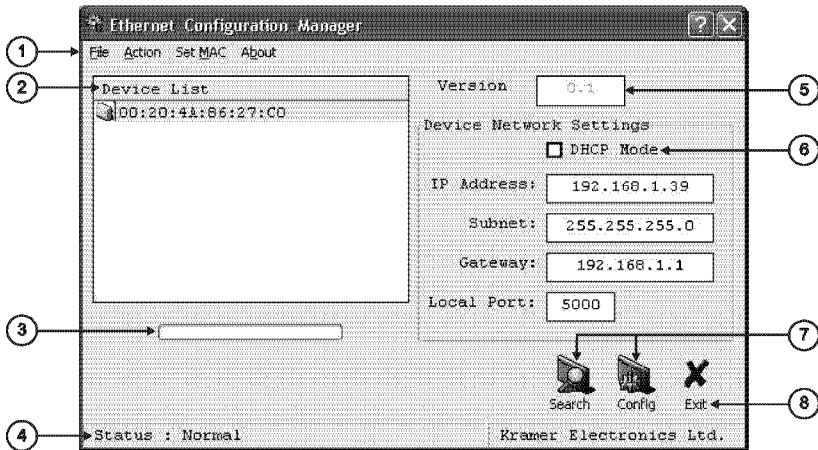 Ethernet Configuration Manager
1
File Action Set MAC About
2
Device List
00:20:4A:86:27:C0
Version 0.1
5
Device Network Settings
DHCP Mode
6
IP Address: 192.168.1.39
Subnet: 255.255.255.0
Gateway: 192.168.1.1
Local Port: 5000
3
7
Search Config Exit
8
4
Status : Normal
Kramer Electronics Ltd.